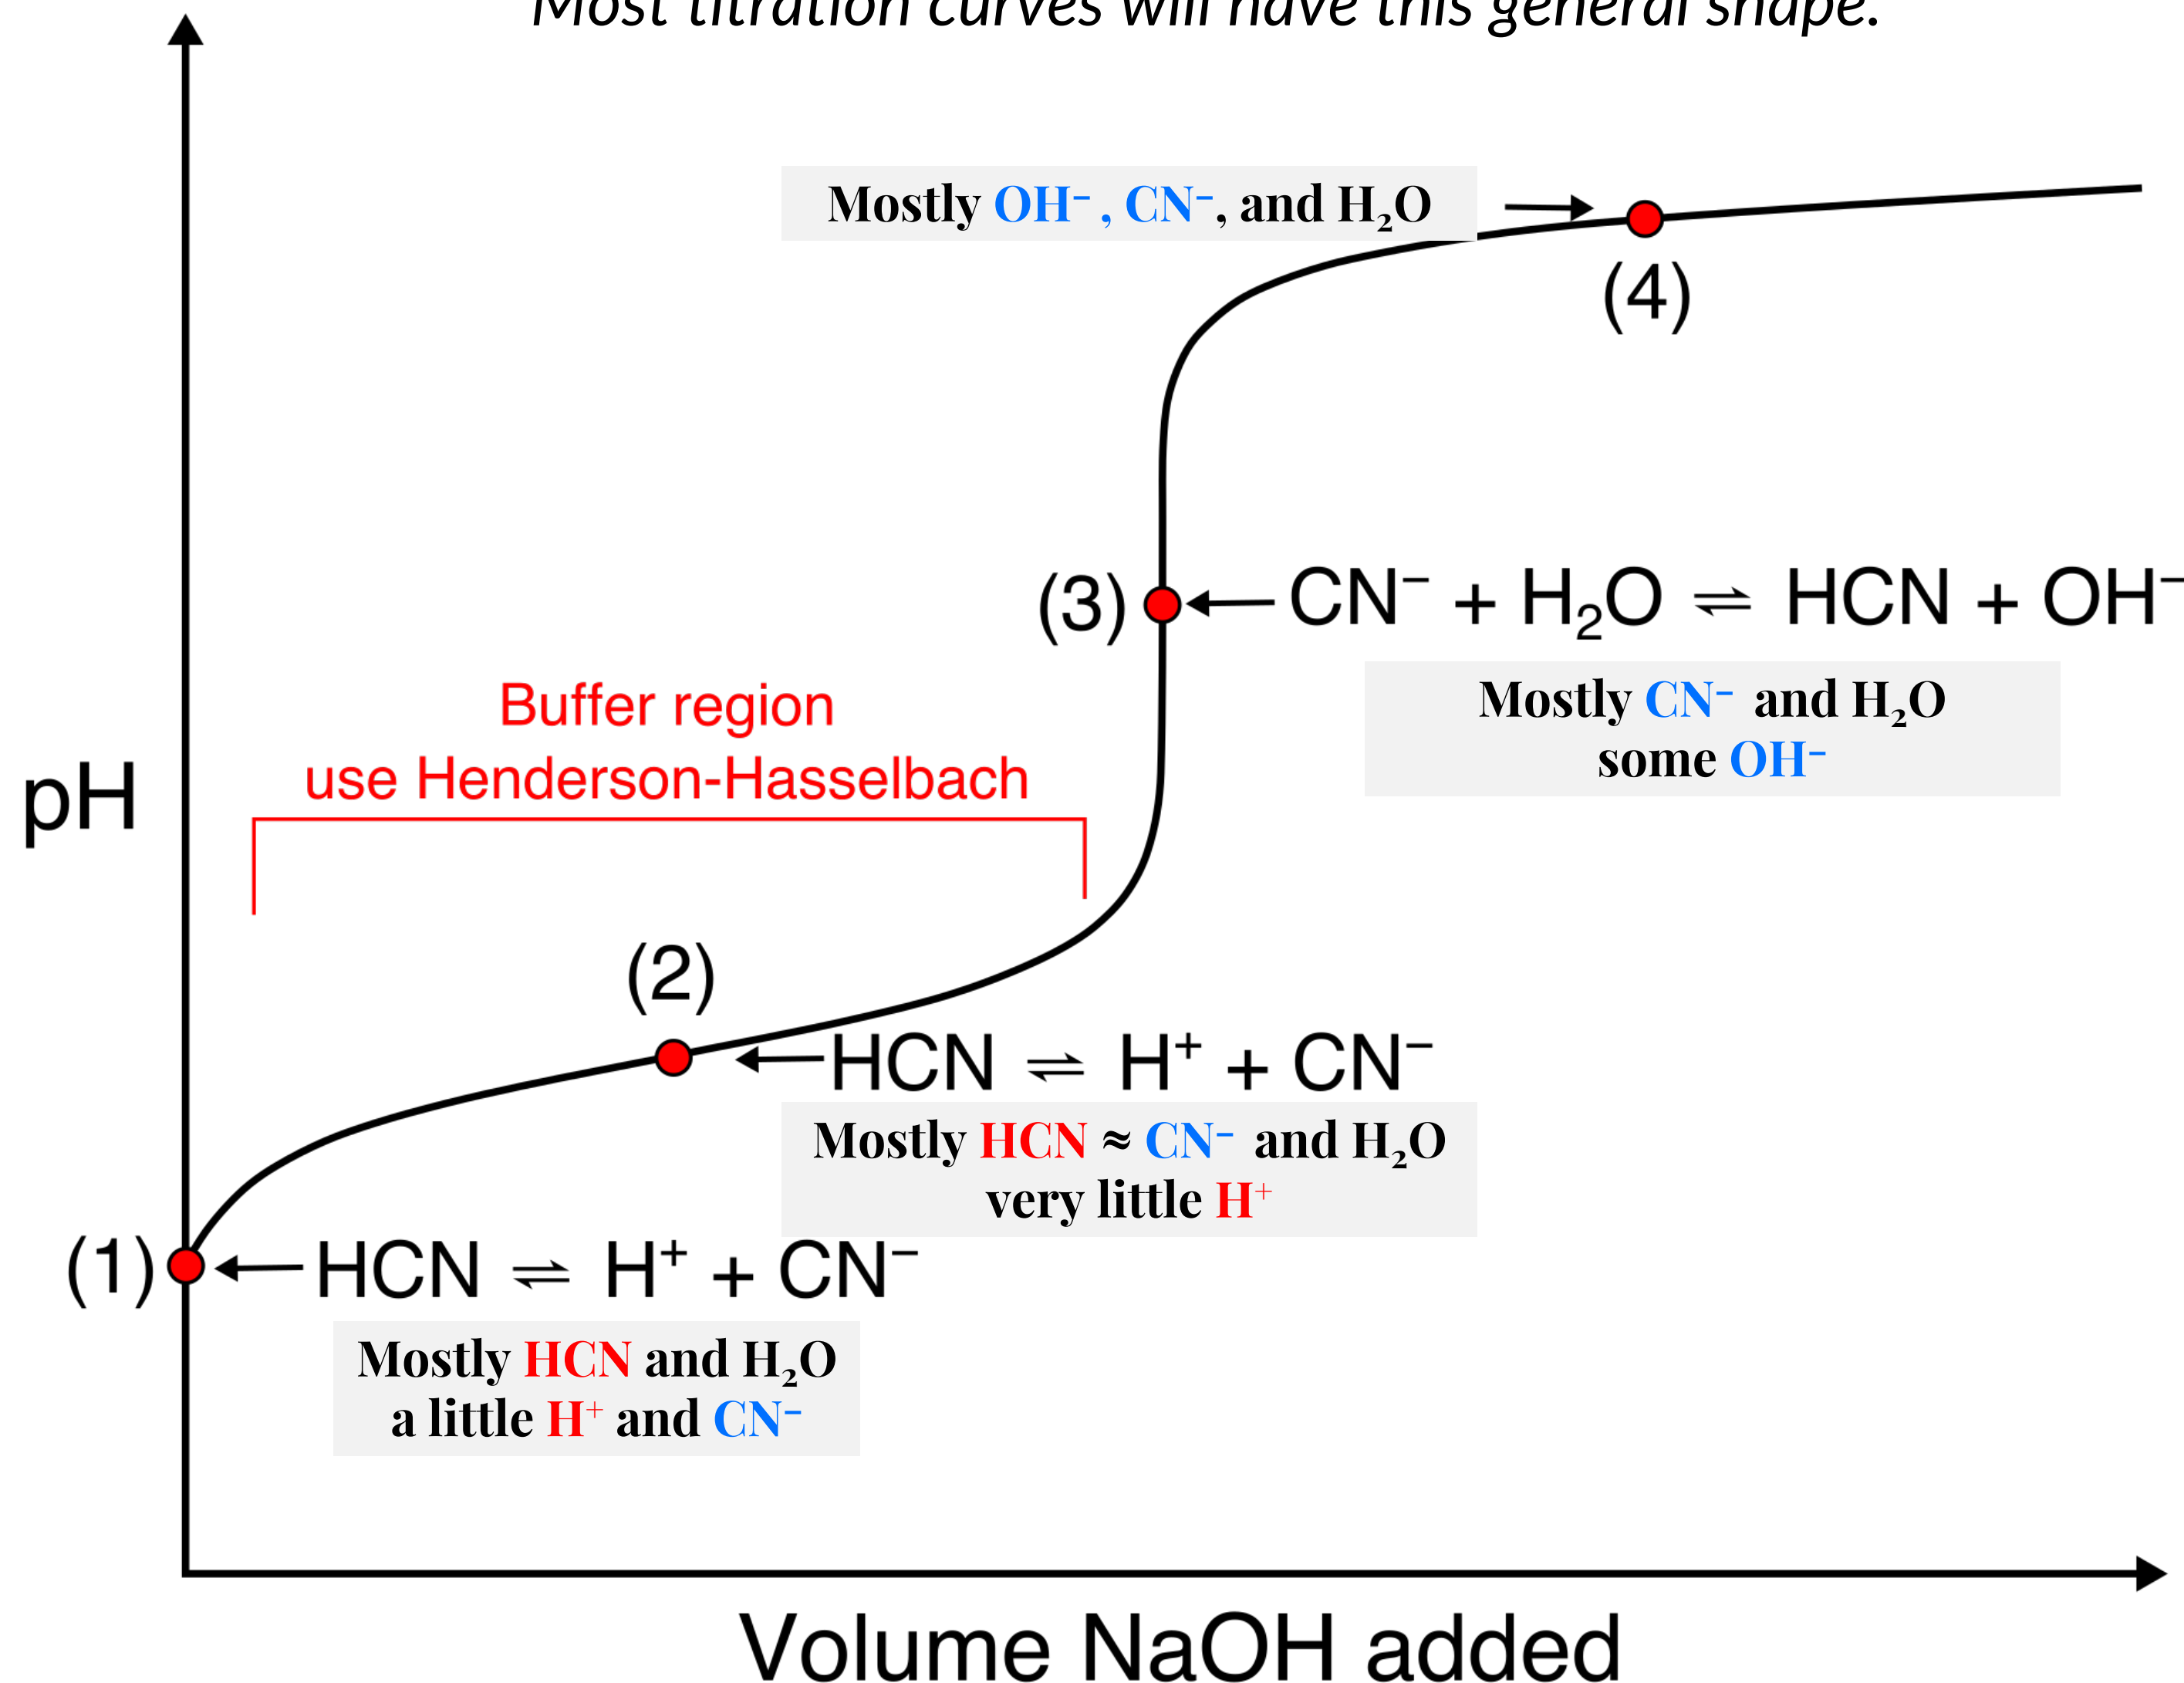 Most titration curves will have this general shape.
Mostly OH⁻, CN⁻, and H₂O
(4)
(3)
CN⁻ + H₂O ⇌ HCN + OH⁻
Mostly CN⁻ and H₂O
some OH⁻
Buffer region
use Henderson-Hasselbach
pH
(2)
HCN ⇌ H⁺ + CN⁻
Mostly HCN ≈ CN⁻ and H₂O
very little H⁺
(1)
HCN ⇌ H⁺ + CN⁻
Mostly HCN and H₂O
a little H⁺ and CN⁻
Volume NaOH added